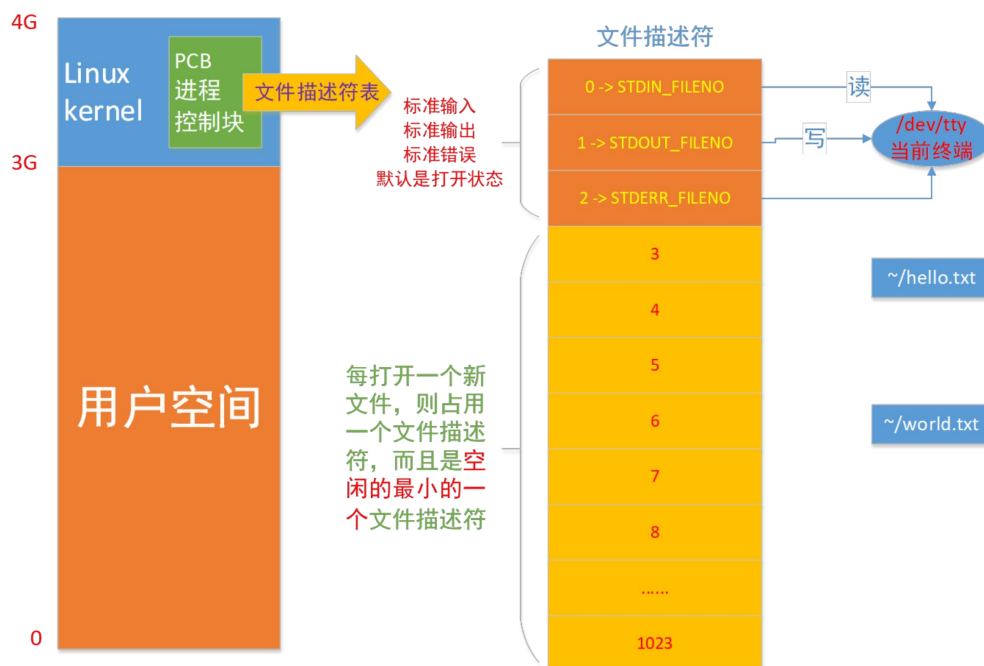 4G
Linux
kernel
PCB
进程
控制块
文件描述符表
3G
用户空间
0
标准输入
标准输出
标准错误
默认是打开状态
每打开一个新
文件，则占用
一个文件描述
符，而且是空
闲的最小的一
个文件描述符
文件描述符
0 -> STDIN_FILENO
1 -> STDOUT_FILENO
2 -> STDERR_FILENO
3
4
5
6
7
8
......
1023
读
写
/dev/tty
当前终端
~/hello.txt
~/world.txt